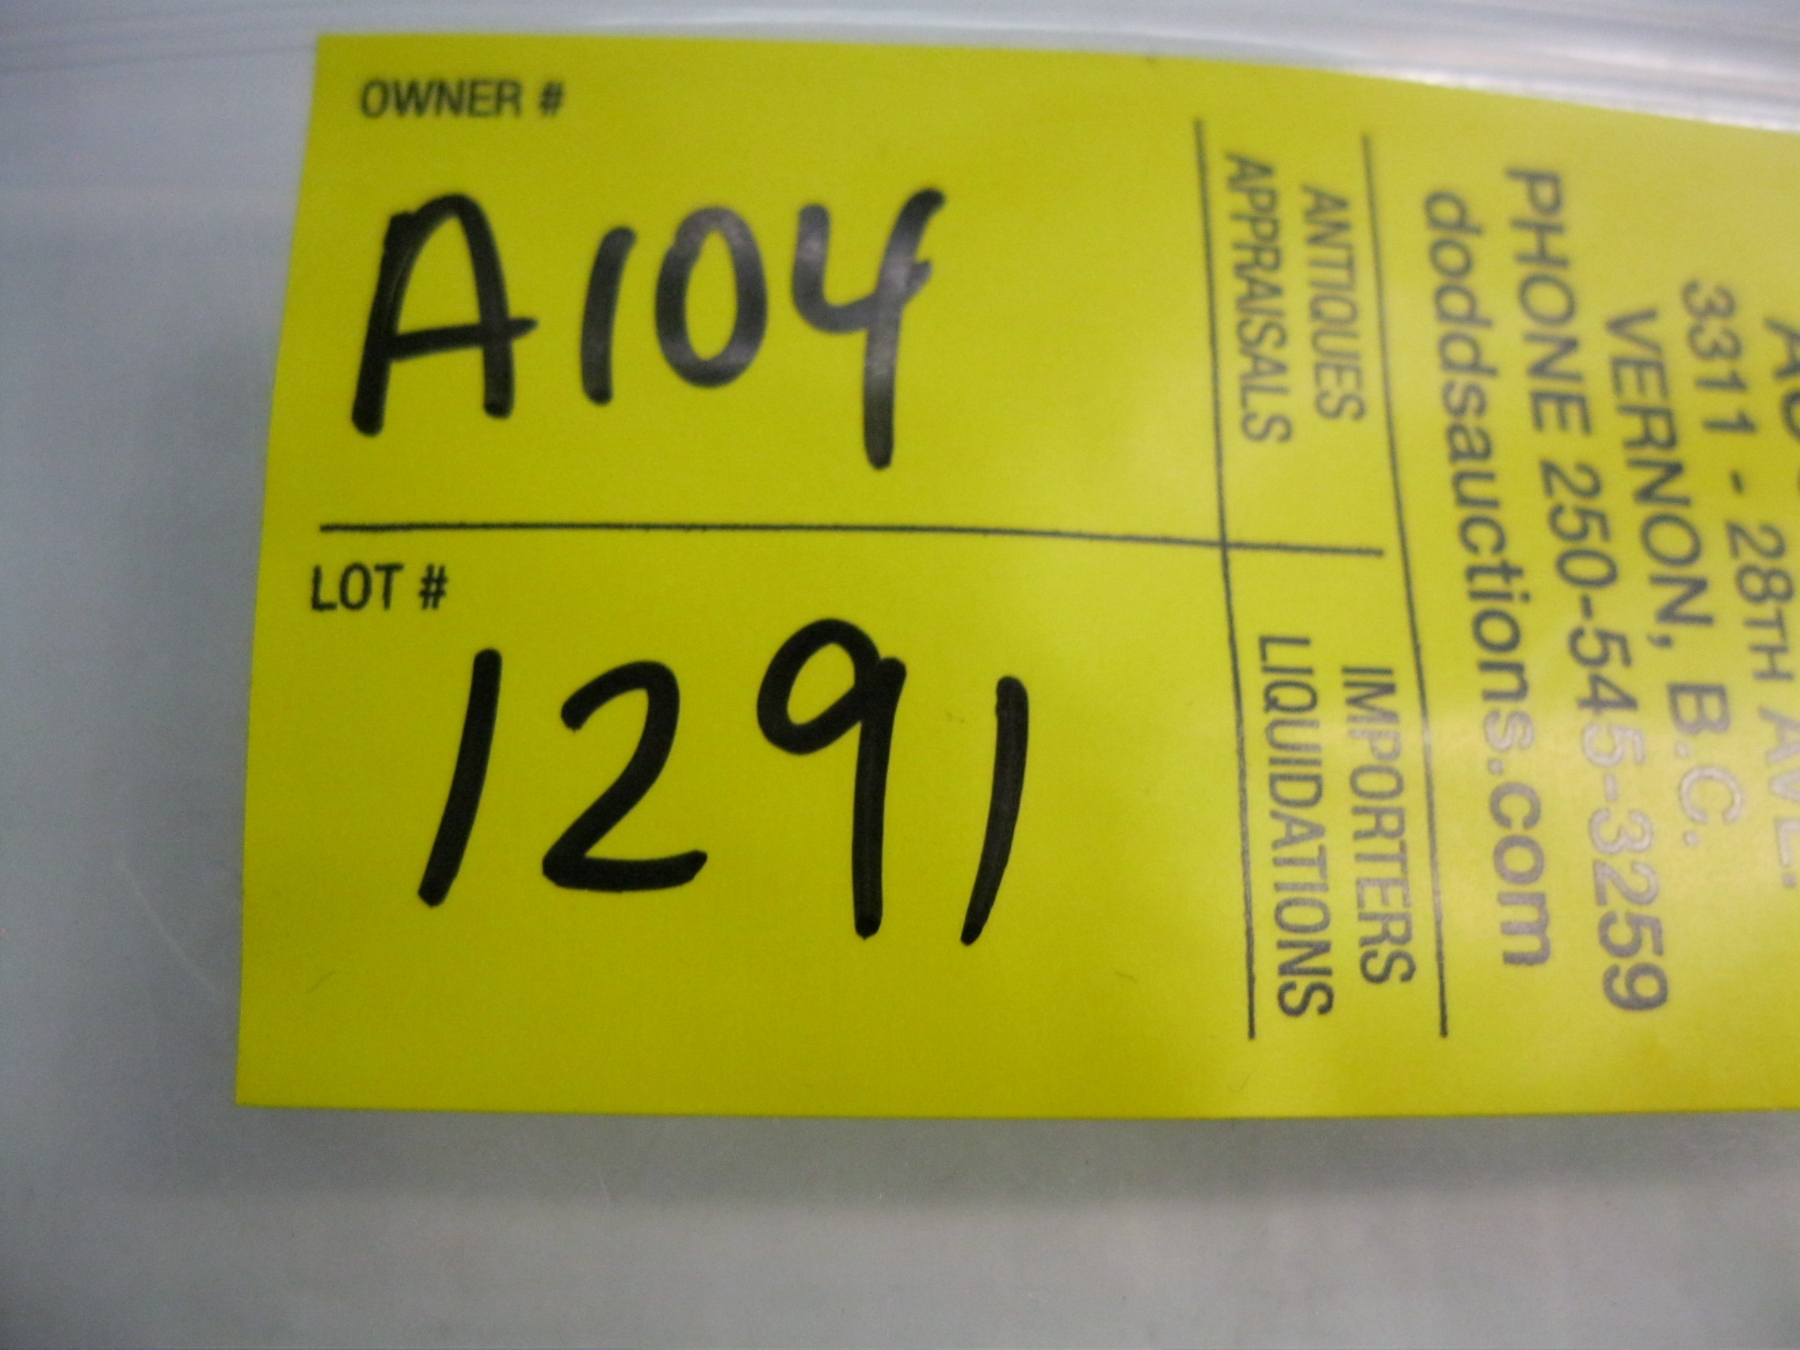 OWNER #
A104
LOT #
1291
3311 - 28TH AVE.
VERNON, B.C.
PHONE 250-545-3259
doddsauctions.com
ANTIQUES
APPRAISALS
IMPORTERS
LIQUIDATIONS